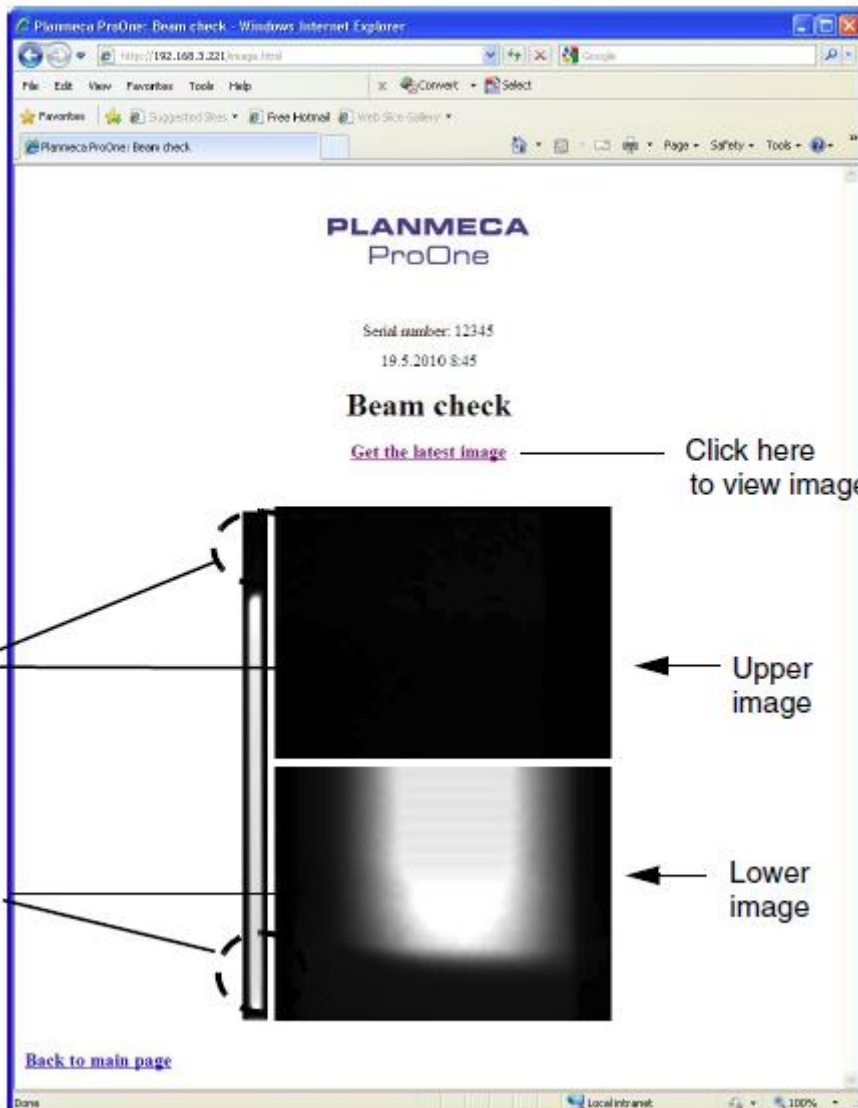 Planmeca ProOne: Beam check - Windows Internet Explorer
http://192.168.3.221/image.html
Google
File Edit View Favorites Tools Help
x Convert Select
Favorites Suggested Sites Free Hotmail Web Slice Gallery
Planmeca ProOne: Beam check
Page Safety Tools
PLANMECA
ProOne
Serial number: 12345
19.5.2010 8:45
Beam check
Get the latest image
Click here
to view image
Upper
image
Lower
image
Back to main page
Done
Local intranet
100%